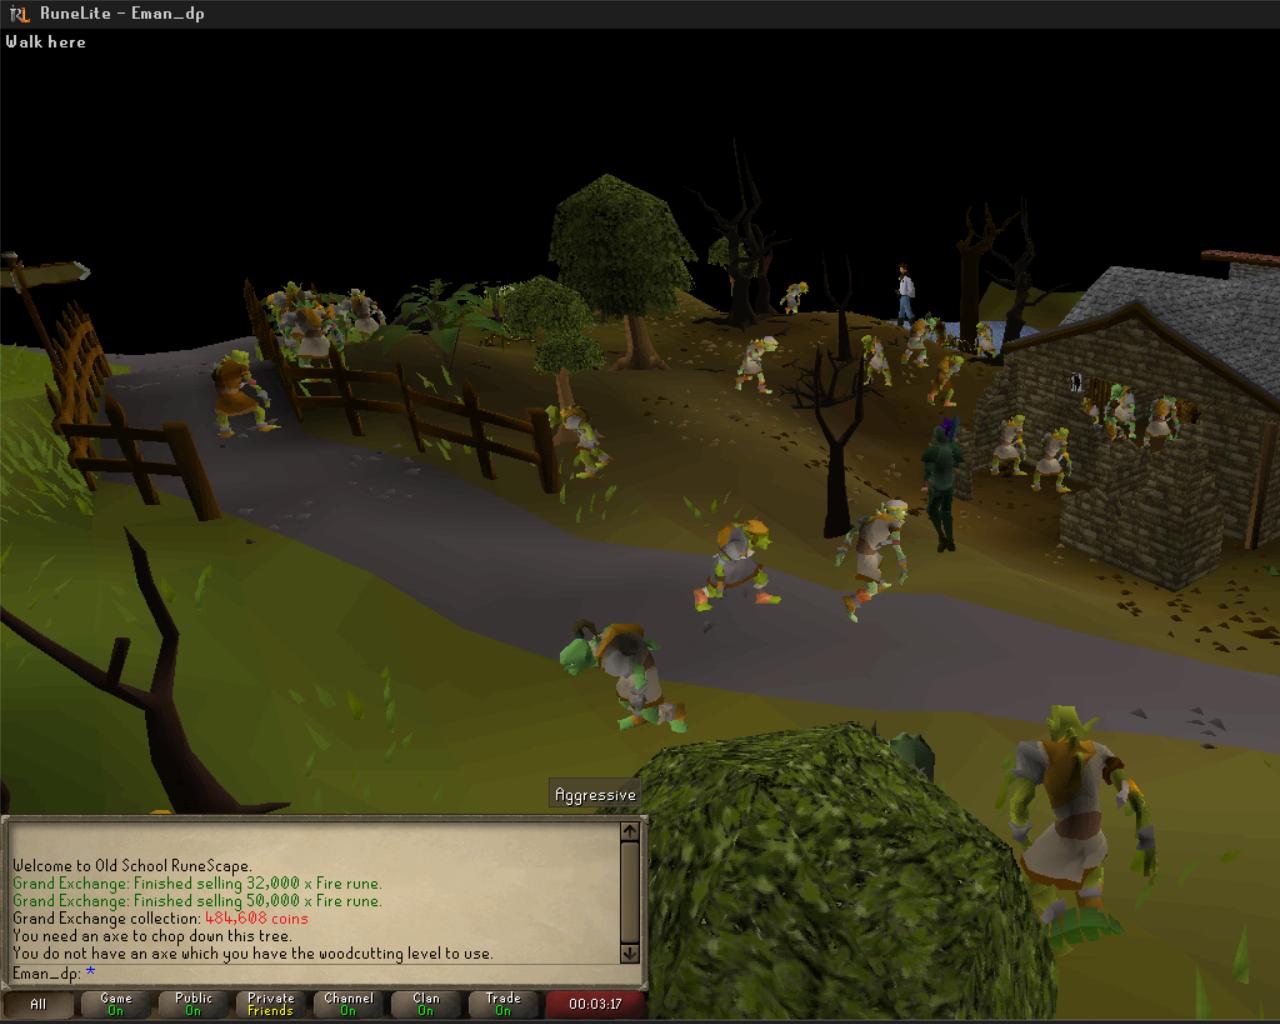 RuneLite - Eman_dp
Walk here
Aggressive
Welcome to Old School RuneScape.
Grand Exchange: Finished selling 32,000 x Fire rune.
Grand Exchange: Finished selling 50,000 x Fire rune.
Grand Exchange collection: 484,608 coins
You need an axe to chop down this tree.
You do not have an axe which you have the woodcutting level to use.
Eman_dp: *
All
Game
On
Public
On
Private
Friends
Channel
On
Clan
On
Trade
On
00:03:17